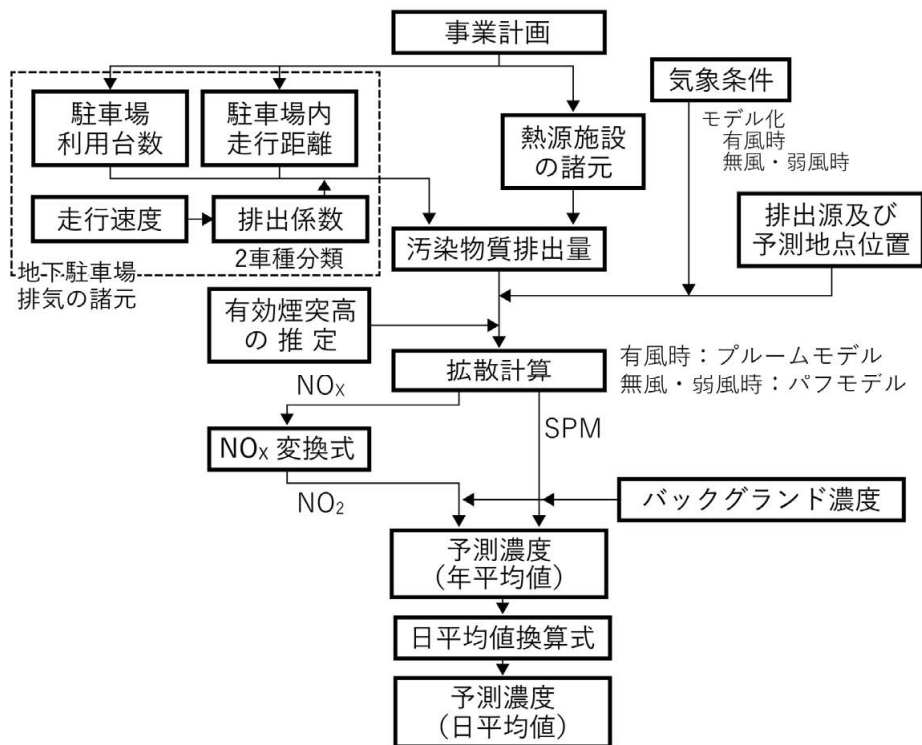 事業計画
気象条件
モデル化
有風時
無風・弱風時
駐車場
利用台数
駐車場内
走行距離
熱源施設
の諸元
走行速度
排出係数
2車種分類
地下駐車場
排気の諸元
汚染物質排出量
排出源及び
予測地点位置
有効煙突高
の 推 定
拡散計算
有風時：プルームモデル
無風・弱風時：パフモデル
NOX
SPM
NOX 変換式
NO2
バックグランド濃度
予測濃度
（年平均値）
日平均値換算式
予測濃度
（日平均値）